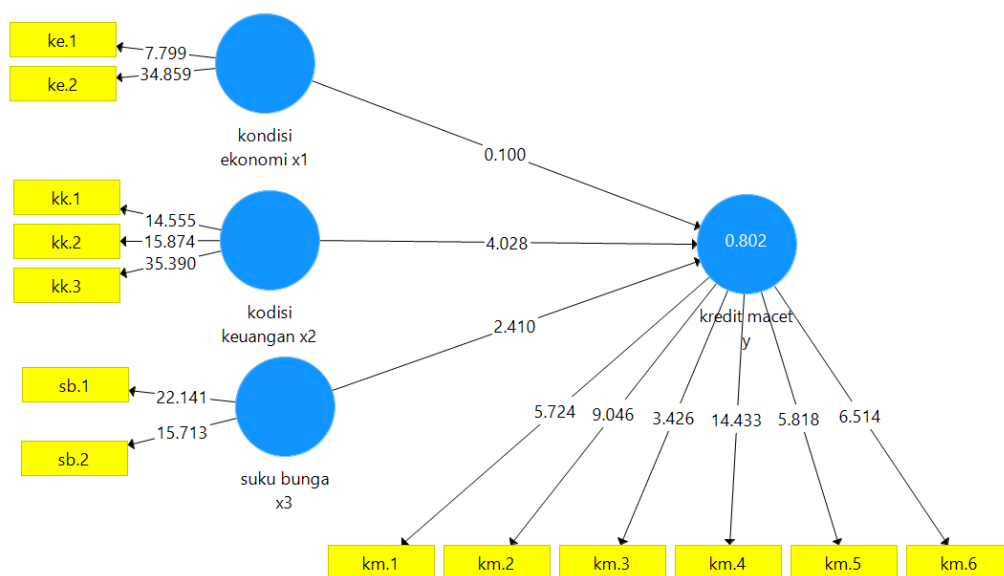 ke.1
7.799
ke.2
34.859
kondisi
ekonomi x1
0.100
kk.1
14.555
kk.2
15.874
kk.3
35.390
kodisi
keuangan x2
4.028
0.802
kredit macet
y
sb.1
22.141
sb.2
15.713
suku bunga
x3
2.410
5.724
9.046
3.426
14.433
5.818
6.514
km.1
km.2
km.3
km.4
km.5
km.6